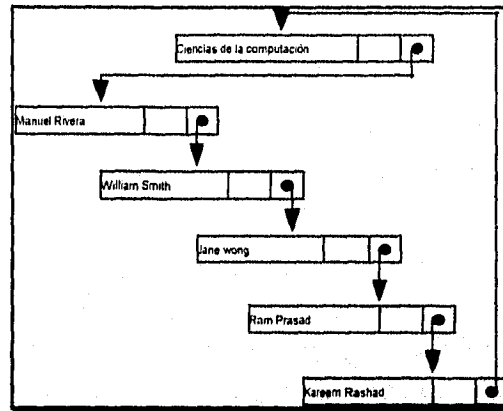 Ciencias de la computación
Manuel Rivera
William Smith
Jane wong
Ram Prasad
Kareem Rashad